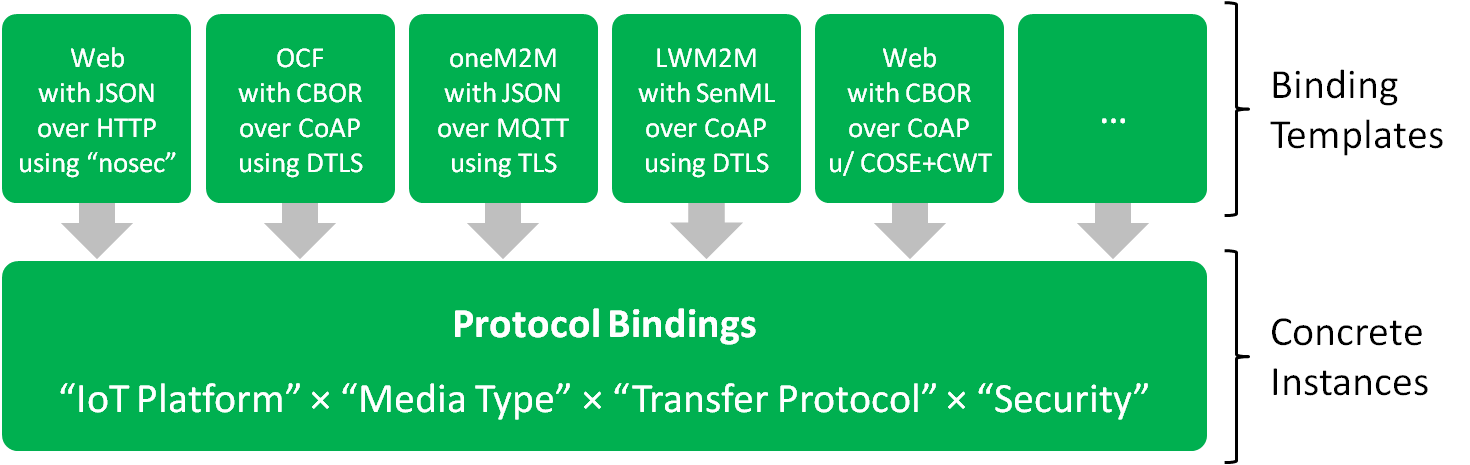 Web
with JSON
over HTTP
using “nosec”
OCF
with CBOR
over CoAP
using DTLS
oneM2M
with JSON
over MQTT
using TLS
LWM2M
with SenML
over CoAP
using DTLS
Web
with CBOR
over CoAP
u/ COSE+CWT
...
Binding
Templates
Protocol Bindings
“IoT Platform” × “Media Type” × “Transfer Protocol” × “Security”
Concrete
Instances